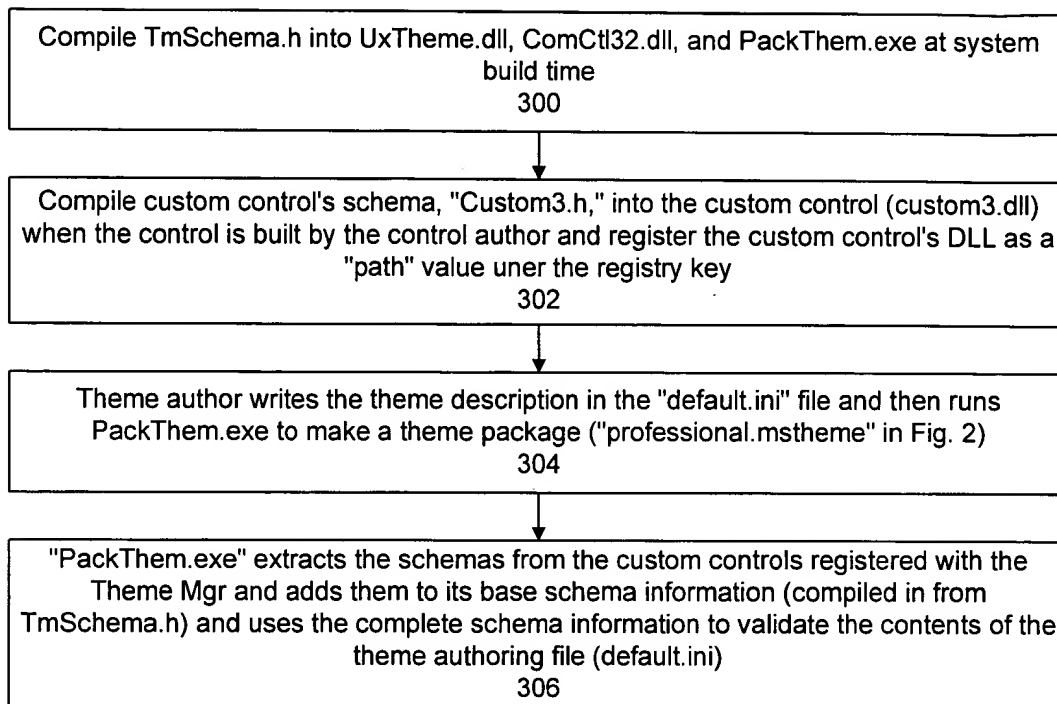 Compile TmSchema.h into UxTheme.dll, ComCtl32.dll, and PackThem.exe at system
build time
300
Compile custom control's schema, "Custom3.h," into the custom control (custom3.dll)
when the control is built by the control author and register the custom control's DLL as a
"path" value uner the registry key
302
Theme author writes the theme description in the "default.ini" file and then runs
PackThem.exe to make a theme package ("professional.mstheme" in Fig. 2)
304
"PackThem.exe" extracts the schemas from the custom controls registered with the
Theme Mgr and adds them to its base schema information (compiled in from
TmSchema.h) and uses the complete schema information to validate the contents of the
theme authoring file (default.ini)
306